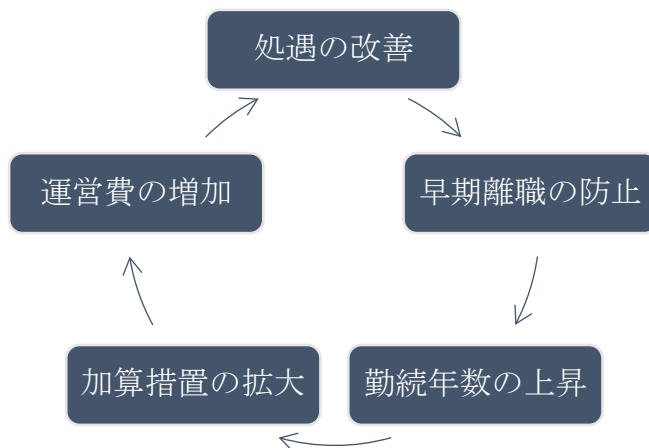 処遇の改善
早期離職の防止
勤続年数の上昇
加算措置の拡大
運営費の増加